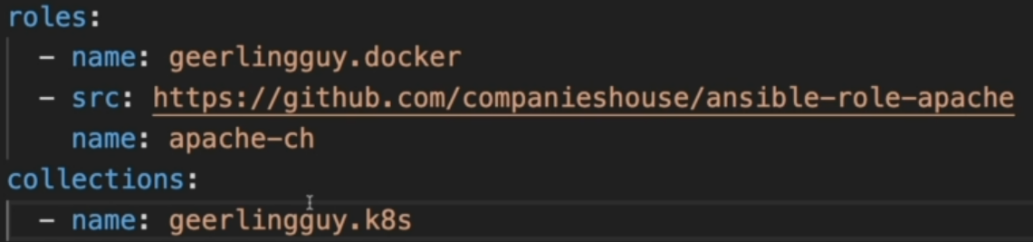 roles:
  - name: geerlingguy.docker
  - src: https://github.com/companieshouse/ansible-role-apache
    name: apache-ch
collections:
  - name: geerlingguy.k8s